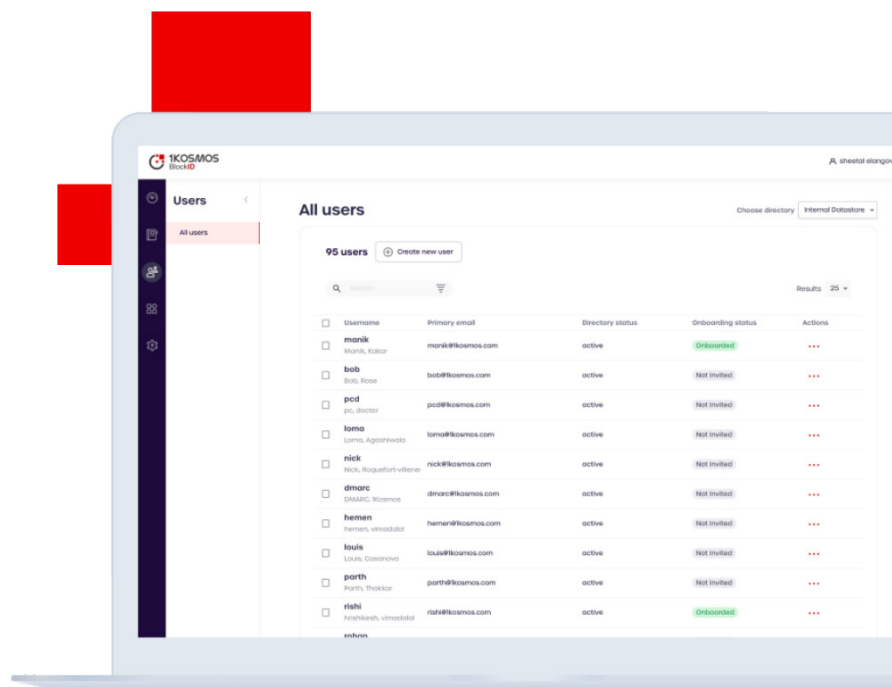 1KOSMOS
BlockID
sheetal elangov
Users
All users
All users
Choose directory
Internal Datastore
95 users
Create new user
Search
Results 25
Username Primary email Directory status Onboarding status Actions
manik
manik@1kosmos.com active Onboarded
Manik, Kakar
bob
bob@1kosmos.com active Not Invited
Bob, Rose
pcd
pcd@1kosmos.com active Not Invited
pc, doctor
loma
loma@1kosmos.com active Not Invited
Loma, Agashiwala
nick
nick@1kosmos.com active Not Invited
Nick, Roquefort-villene
dmarc
dmarc@1kosmos.com active Not Invited
DMARC, 1Kosmos
hemen
hemen@1kosmos.com active Not Invited
hemen, vimadalal
louis
louis@1kosmos.com active Not Invited
Louis, Casanova
parth
parth@1kosmos.com active Not Invited
Parth, Thakkar
rishi
rishi@1kosmos.com active Onboarded
hrishikesh, vimadalal
rohan